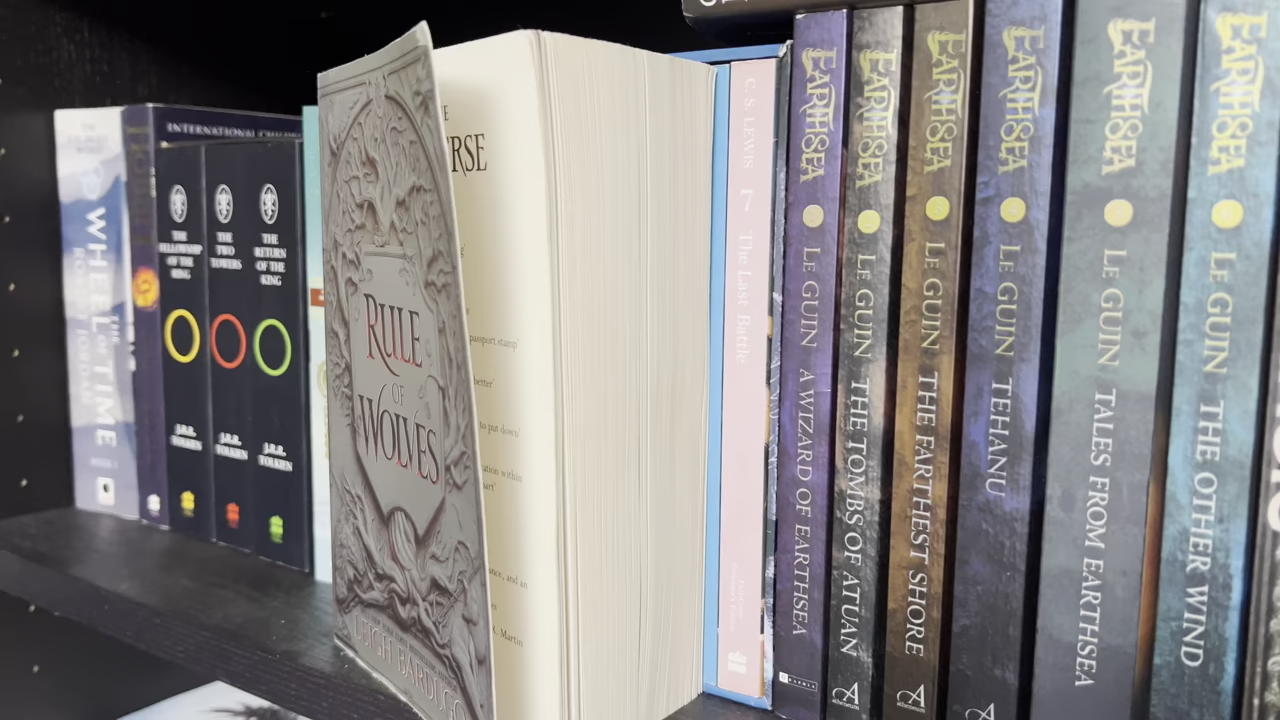 WHEEL OF TIME
INTERNATIONAL
THE
FELLOWSHIP
OF THE
RING
J.R.R.
TOLKIEN
THE
TWO
TOWERS
J.R.R.
TOLKIEN
THE
RETURN
OF THE
KING
J.R.R.
TOLKIEN
RULE
OF
WOLVES
LEIGH BARDUGO
E
RSE
passport stamp'
better'
to put down'
within
ance, and an
R. Martin
C. S. LEWIS 7 The Last Battle
EARTHSEA LE GUIN A WIZARD OF EARTHSEA
EARTHSEA LE GUIN THE TOMBS OF ATUAN
A
atheneum
EARTHSEA LE GUIN THE FARTHEST SHORE
A
atheneum
EARTHSEA LE GUIN TEHANU
A
EARTHSEA LE GUIN TALES FROM EARTHSEA
EARTHSEA LE GUIN THE OTHER WIND